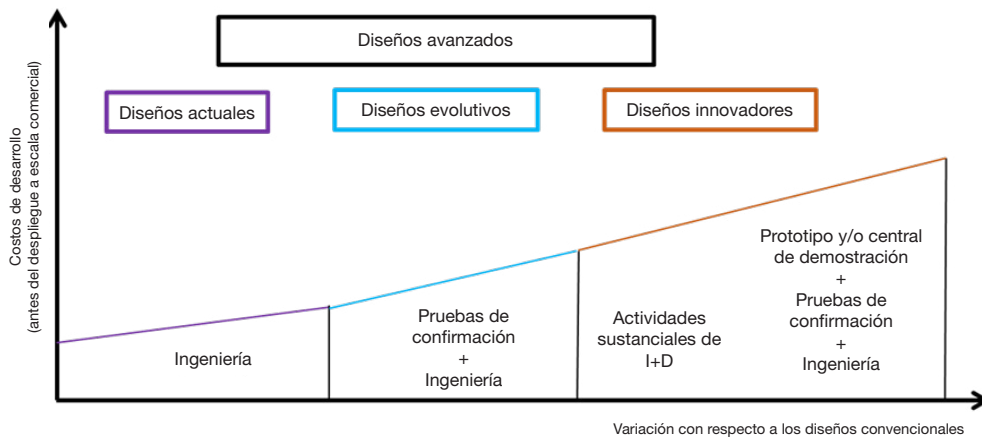 Diseños avanzados
Diseños actuales
Diseños evolutivos
Diseños innovadores
Costos de desarrollo
(antes del despliegue a escala comercial)
Ingeniería
Pruebas de
confirmación
+
Ingeniería
Actividades
sustanciales de
I+D
Prototipo y/o central
de demostración
+
Pruebas de
confirmación
+
Ingeniería
Variación con respecto a los diseños convencionales